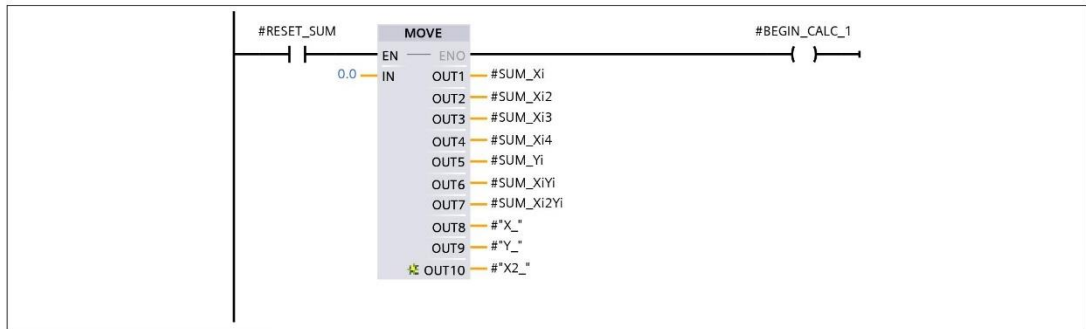 #RESET_SUM MOVE #BEGIN_CALC_1
EN ENO
0.0 IN OUT1 #SUM_Xi
OUT2 #SUM_Xi2
OUT3 #SUM_Xi3
OUT4 #SUM_Xi4
OUT5 #SUM_Yi
OUT6 #SUM_XiYi
OUT7 #SUM_Xi2Yi
OUT8 #"X_"
OUT9 #"Y_"
OUT10 #"X2_"